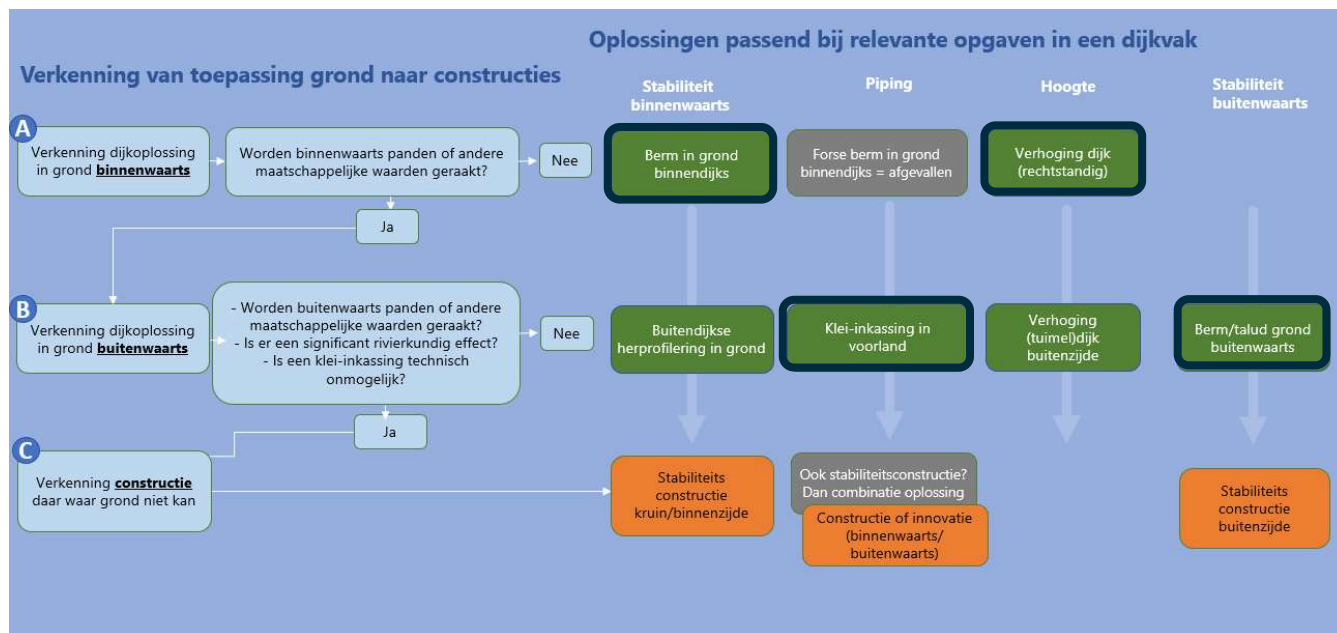 Oplossingen passend bij relevante opgaven in een dijkvak
Verkenning van toepassing grond naar constructies
Stabiliteit
binnenwaarts
Piping
Hoogte
Stabiliteit
buitenwaarts
A
Verkenning dijkoplossing
in grond binnenwaarts
Worden binnenwaarts panden of andere
maatschappelijke waarden geraakt?
Nee
Berm in grond
binnendijks
Forse berm in grond
binnendijks = afgevallen
Verhoging dijk
(rechtstandig)
Ja
B
Verkenning dijkoplossing
in grond buitenwaarts
- Worden buitenwaarts panden of andere
maatschappelijke waarden geraakt?
- Is er een significant rivierkundig effect?
- Is een klei-inkassing technisch
onmogelijk?
Nee
Buitendijkse
herprofilering in grond
Klei-inkassing in
voorland
Verhoging
(tuimel)dijk
buitenzijde
Berm/talud grond
buitenwaarts
Ja
C
Verkenning constructie
daar waar grond niet kan
Stabiliteits
constructie
kruin/binnenzijde
Ook stabiliteitsconstructie?
Dan combinatie oplossing
Constructie of innovatie
(binnenwaarts/
buitenwaarts)
Stabiliteits
constructie
buitenzijde